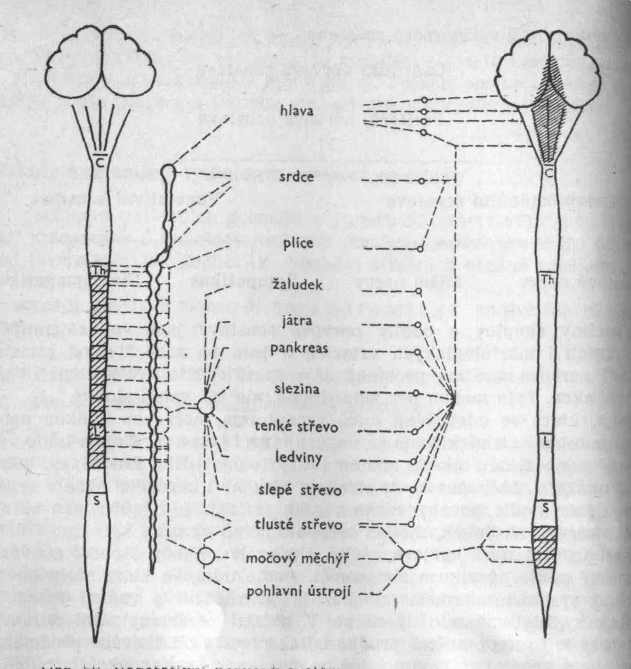 hlava
C
C
srdce
plíce
Th
Th
žaludek
játra
pankreas
slezina
tenké střevo
L
L
ledviny
slepé střevo
S
S
tlusté střevo
močový měchýř
pohlavní ústrojí